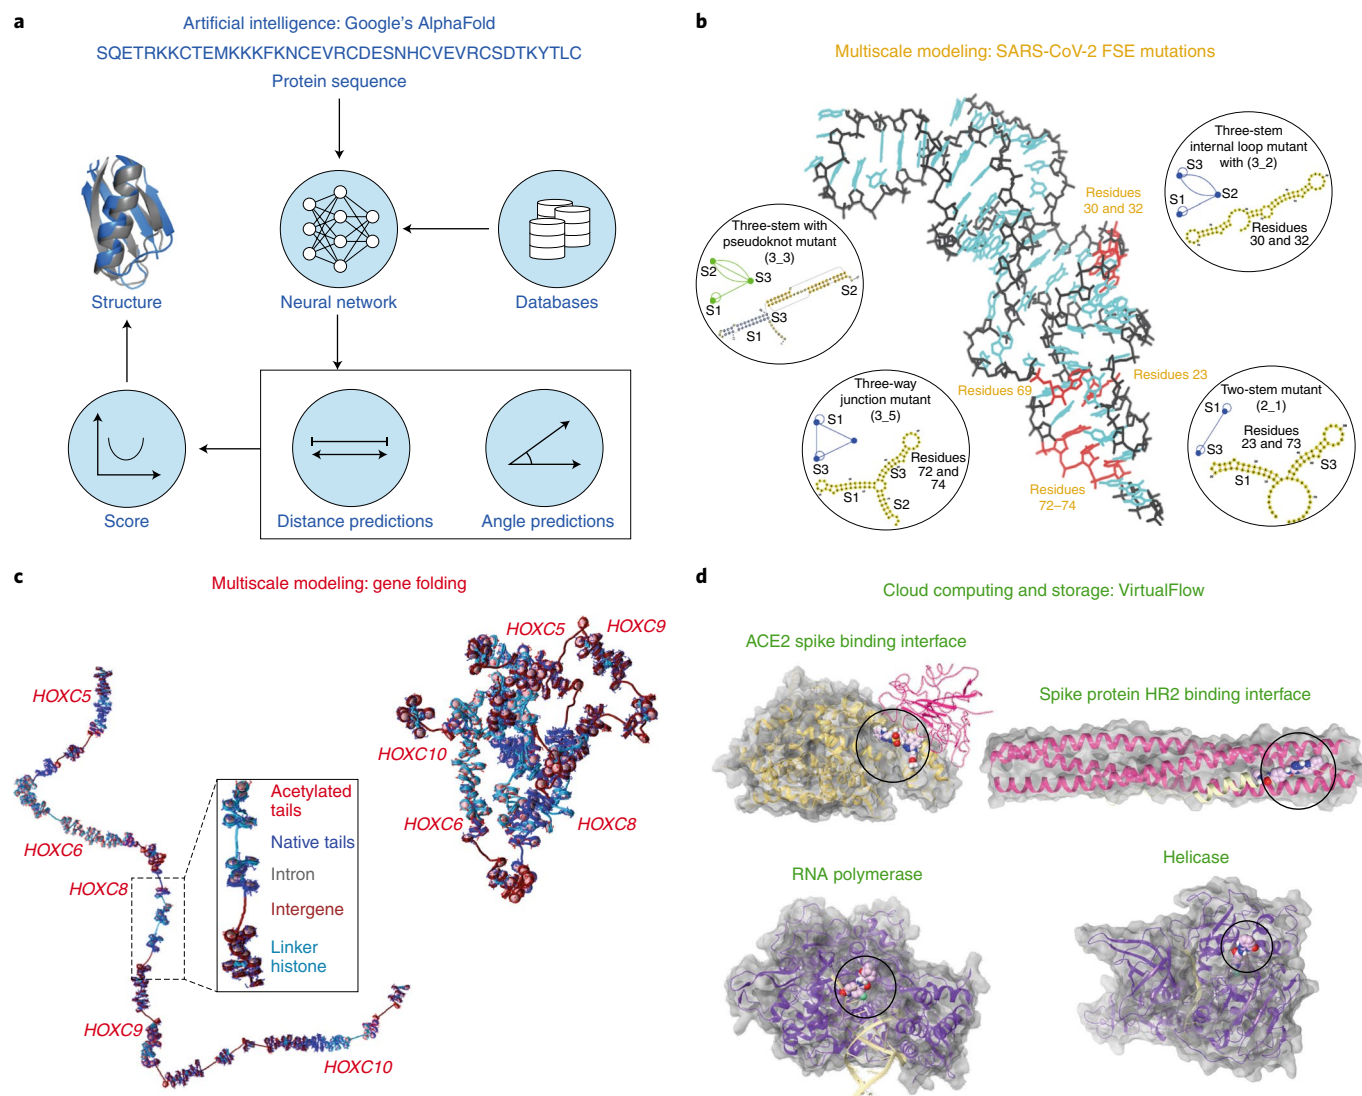 a
Artificial intelligence: Google's AlphaFold
SQETRKKCTEMKKKFKNCEVRCDESNHCVEVRCSDTKYTLC
Protein sequence
Structure
Neural network
Databases
Score
Distance predictions
Angle predictions
b
Multiscale modeling: SARS-CoV-2 FSE mutations
Three-stem
internal loop mutant
with (3_2)
S3
S2
S1
Residues
30 and 32
Residues
30 and 32
Three-stem with
pseudoknot mutant
(3_3)
S2
S3
S1
S2
S3
S1
Residues 69
Residues 23
Three-way
junction mutant
(3_5)
S1
S3
Residues
72 and
74
S3
S1
S2
Residues
72–74
Two-stem mutant
(2_1)
S1
Residues
23 and 73
S3
S3
S1
c
Multiscale modeling: gene folding
HOXC5
HOXC6
HOXC8
HOXC9
HOXC10
Acetylated
tails
Native tails
Intron
Intergene
Linker
histone
HOXC5
HOXC9
HOXC10
HOXC6
HOXC8
d
Cloud computing and storage: VirtualFlow
ACE2 spike binding interface
Spike protein HR2 binding interface
RNA polymerase
Helicase